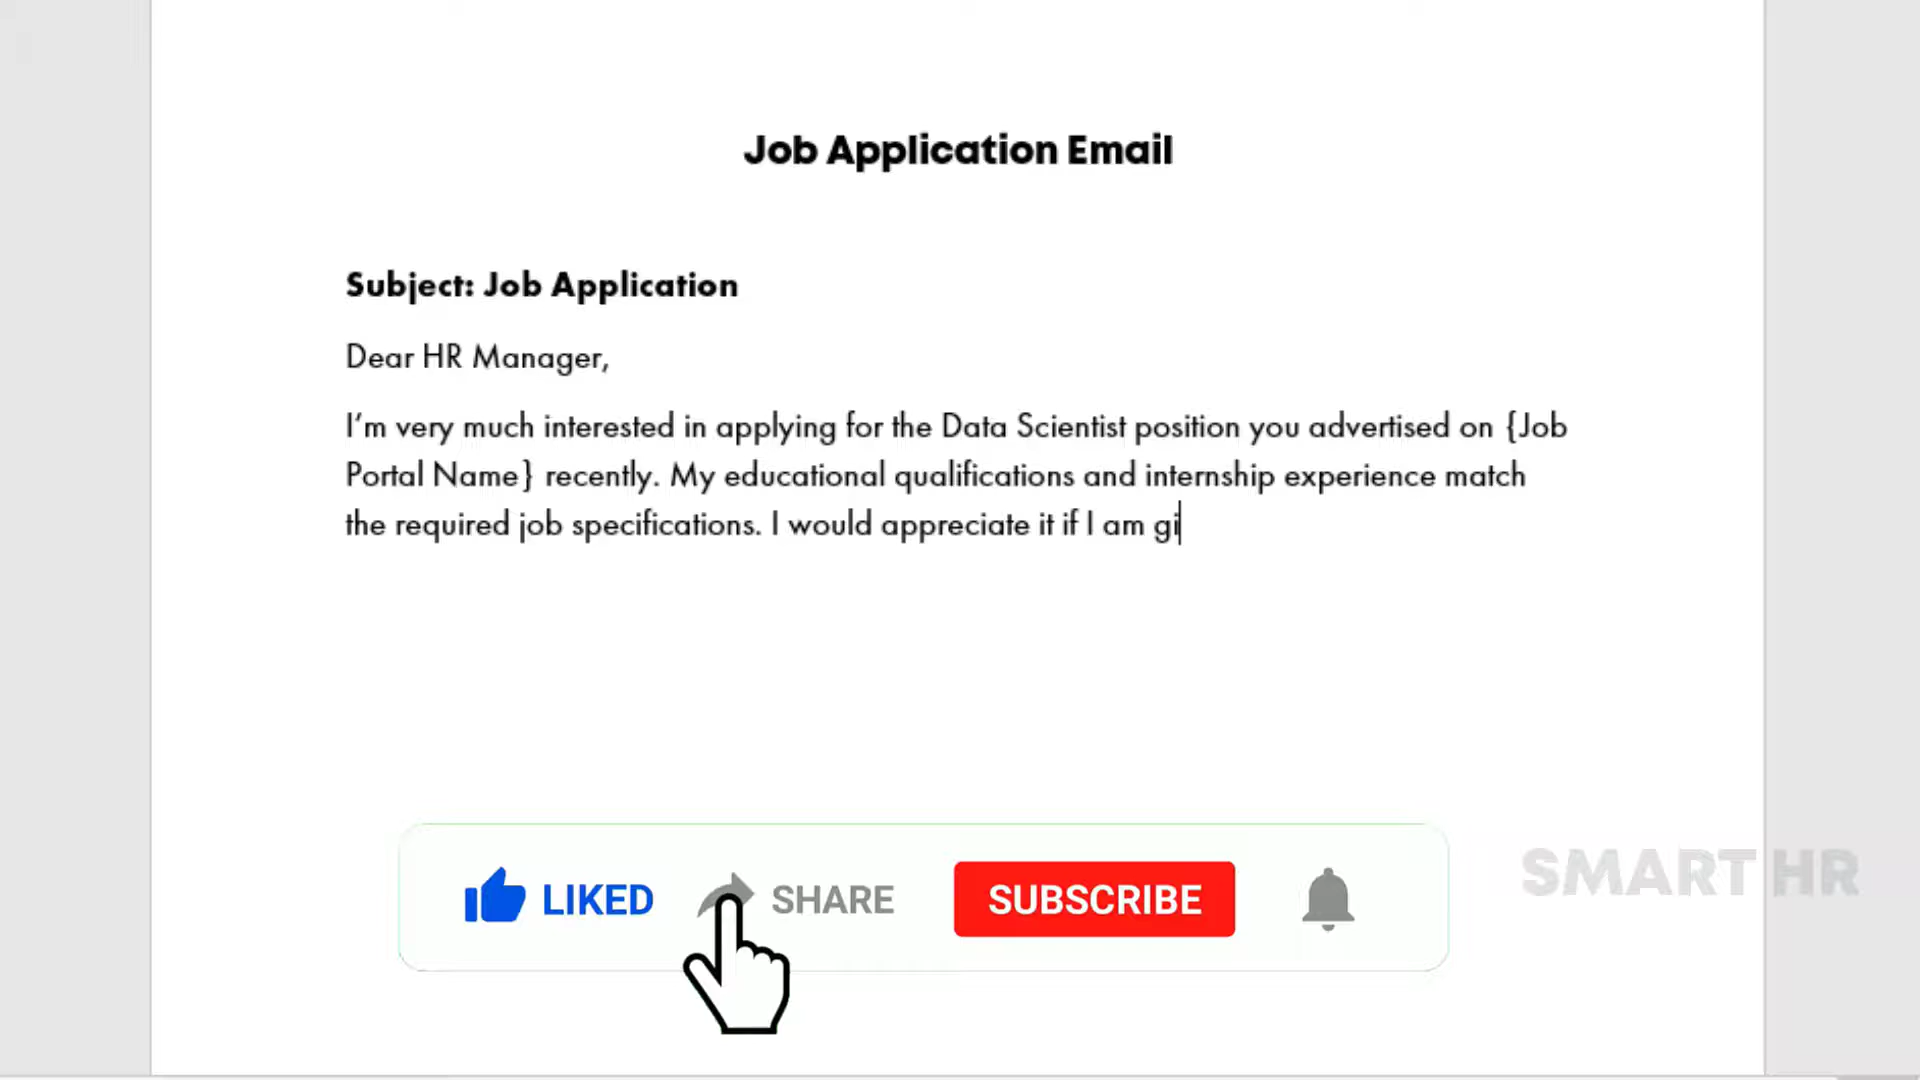 Job Application Email
Subject: Job Application
Dear HR Manager,
I’m very much interested in applying for the Data Scientist position you advertised on {Job
Portal Name} recently. My educational qualifications and internship experience match
the required job specifications. I would appreciate it if I am gi
LIKED SHARE SUBSCRIBE
SMART HR